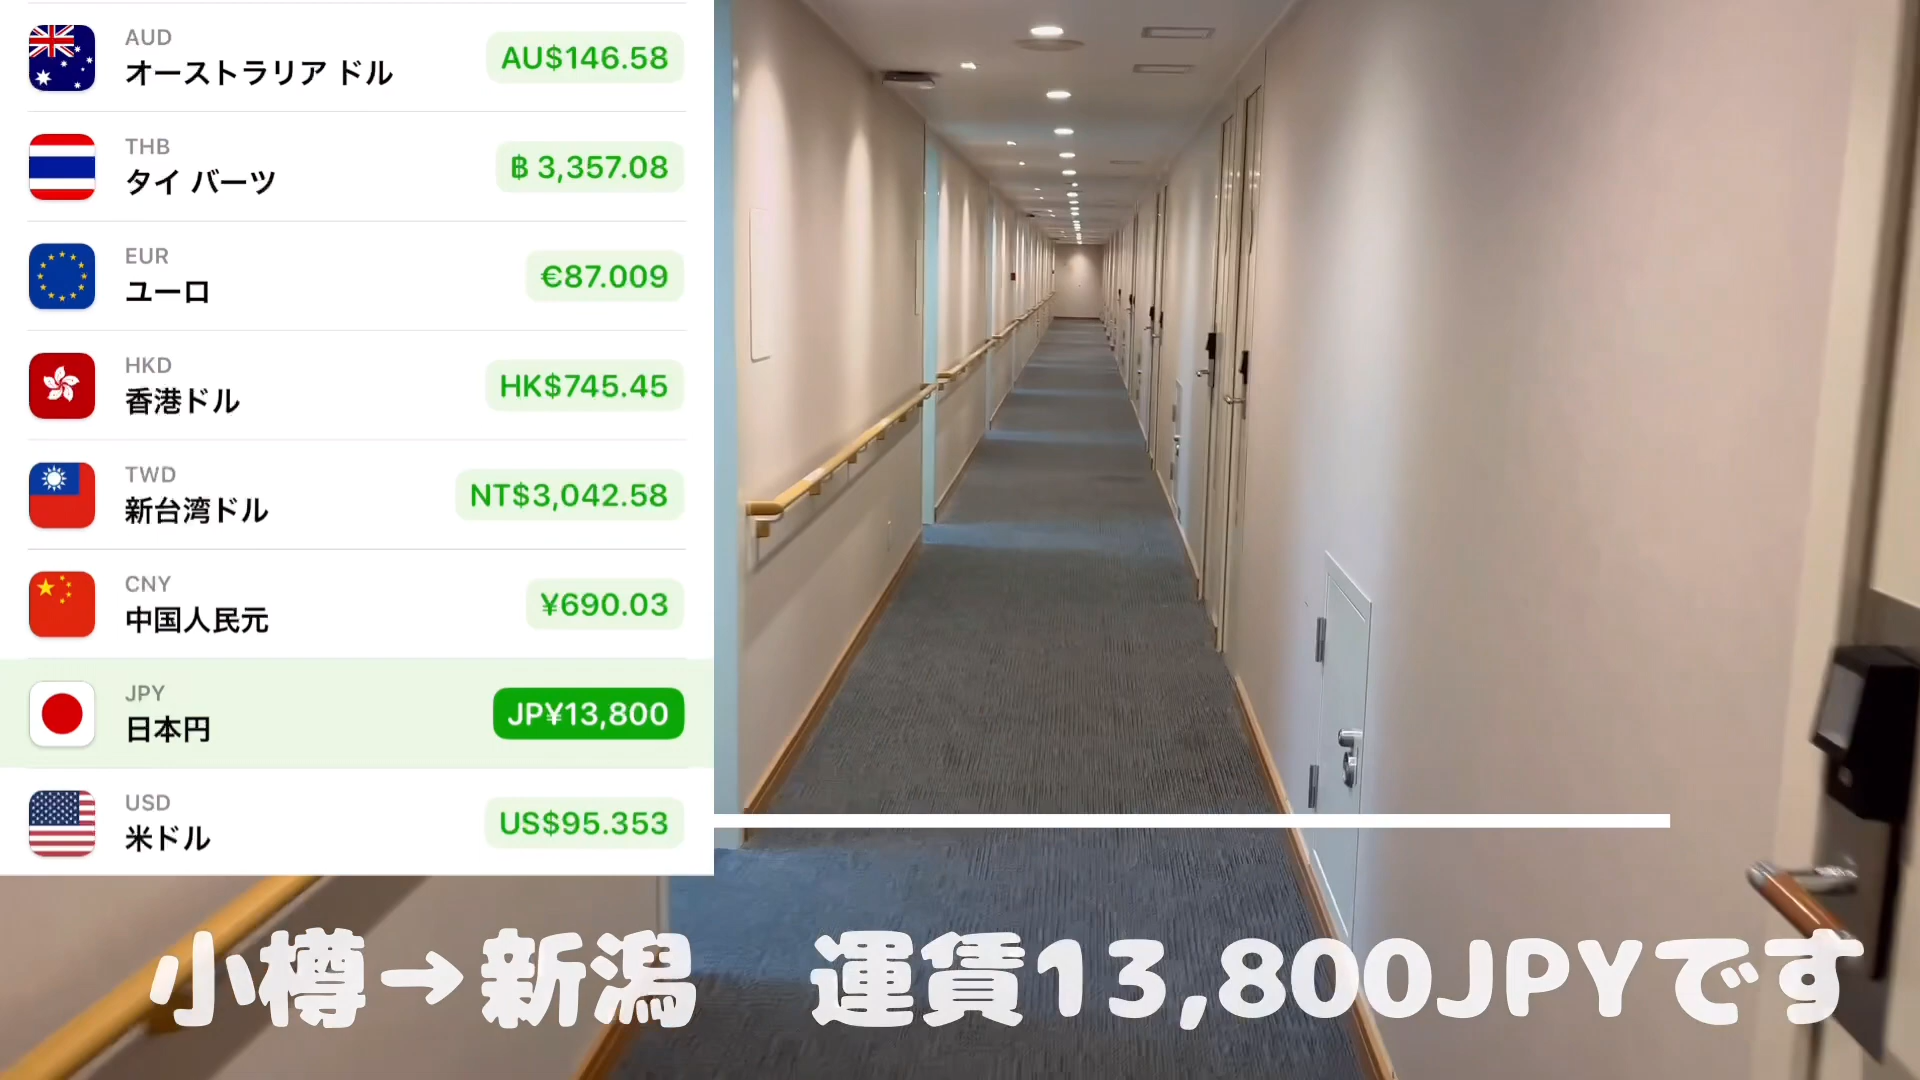 AUD
オーストラリア ドル
AU$146.58
THB
タイ バーツ
฿ 3,357.08
EUR
ユーロ
€87.009
HKD
香港ドル
HK$745.45
TWD
新台湾ドル
NT$3,042.58
CNY
中国人民元
¥690.03
JPY
日本円
JP¥13,800
USD
米ドル
US$95.353
小樽→新潟 運賃13,800JPYです